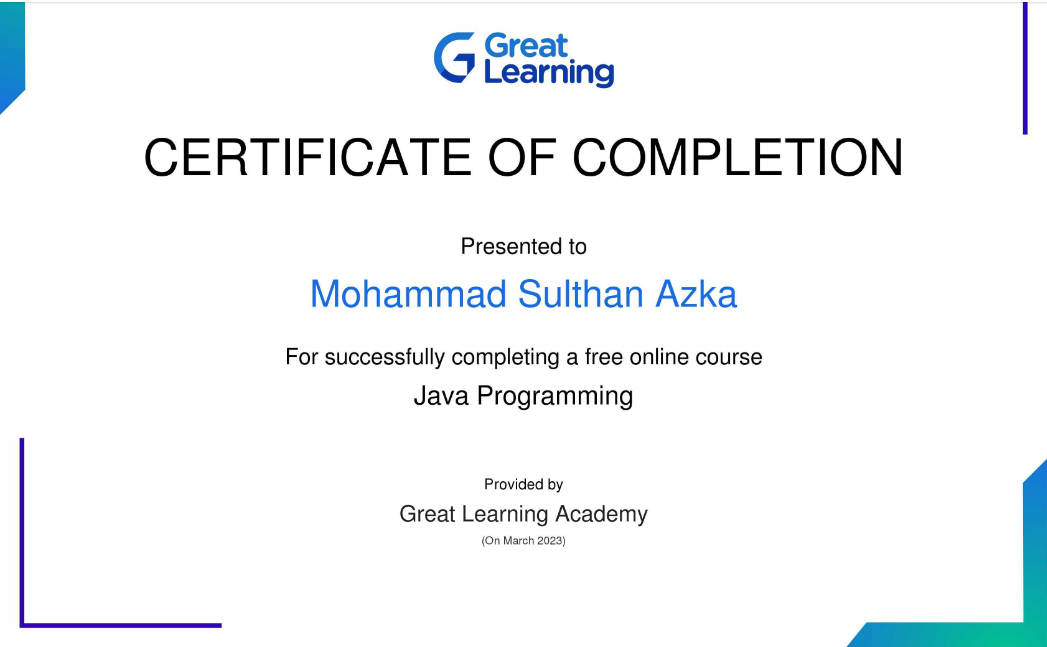 Great
Learning
CERTIFICATE OF COMPLETION
Presented to
Mohammad Sulthan Azka
For successfully completing a free online course
Java Programming
Provided by
Great Learning Academy
(On March 2023)